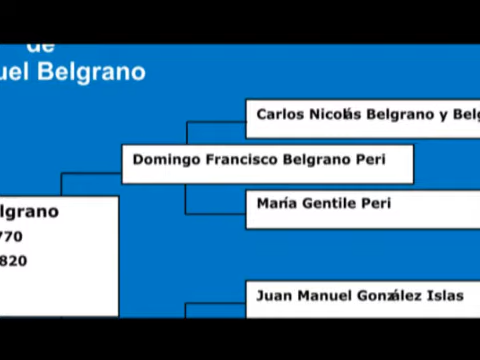 de
uel Belgrano
Carlos Nicolás Belgrano y Belg
Domingo Francisco Belgrano Peri
María Gentile Peri
lgrano
770
820
Juan Manuel González Islas